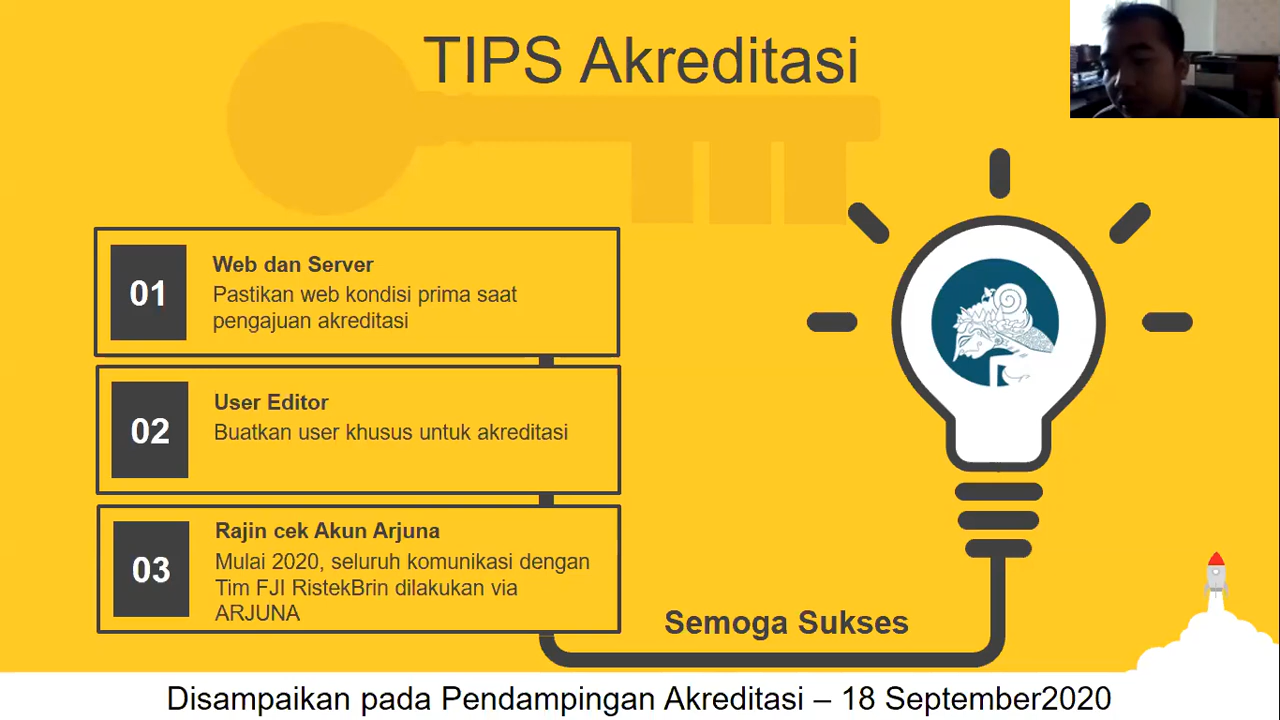 TIPS Akreditasi
01
Web dan Server
Pastikan web kondisi prima saat
pengajuan akreditasi
02
User Editor
Buatkan user khusus untuk akreditasi
03
Rajin cek Akun Arjuna
Mulai 2020, seluruh komunikasi dengan
Tim FJI RistekBrin dilakukan via
ARJUNA
Semoga Sukses
Disampaikan pada Pendampingan Akreditasi – 18 September2020